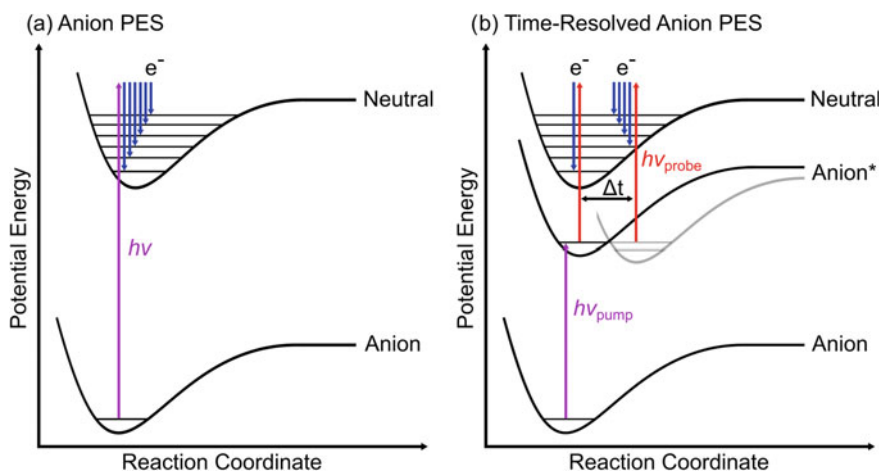 (a) Anion PES
e⁻
Neutral
hν
Anion
Potential Energy
Reaction Coordinate
(b) Time-Resolved Anion PES
e⁻ e⁻
Neutral
hνprobe
Anion*
Δt
hνpump
Anion
Potential Energy
Reaction Coordinate